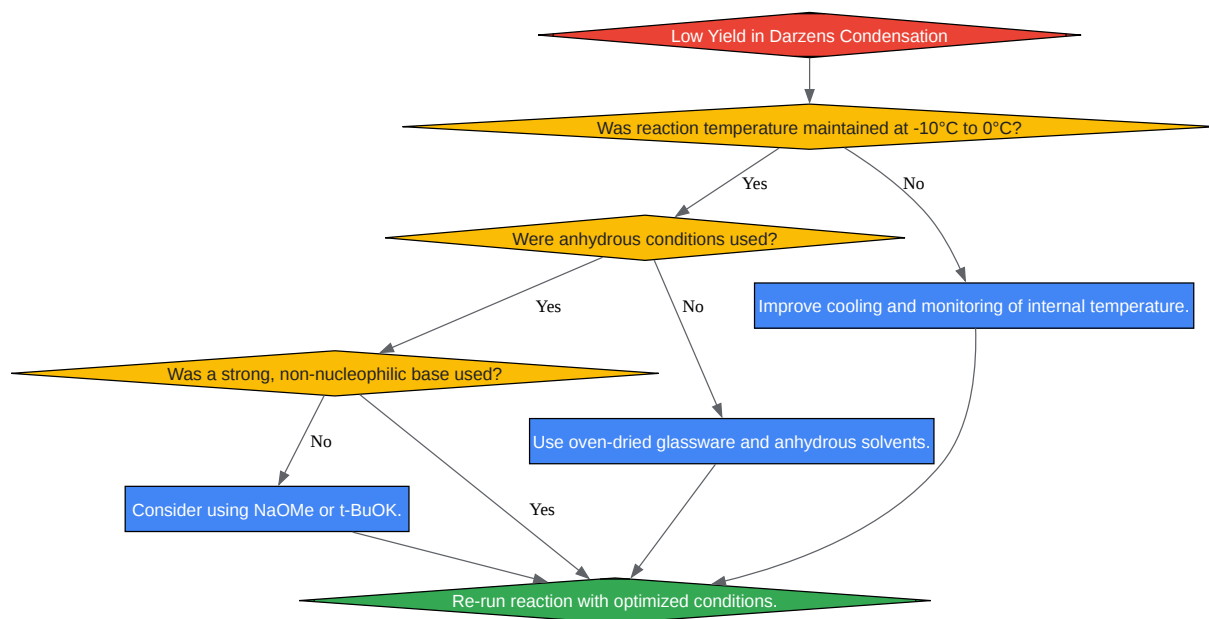 Low Yield in Darzens Condensation
Was reaction temperature maintained at -10°C to 0°C?
Yes
No
Were anhydrous conditions used?
Improve cooling and monitoring of internal temperature.
Yes
No
Was a strong, non-nucleophilic base used?
Use oven-dried glassware and anhydrous solvents.
No
Yes
Consider using NaOMe or t-BuOK.
Re-run reaction with optimized conditions.